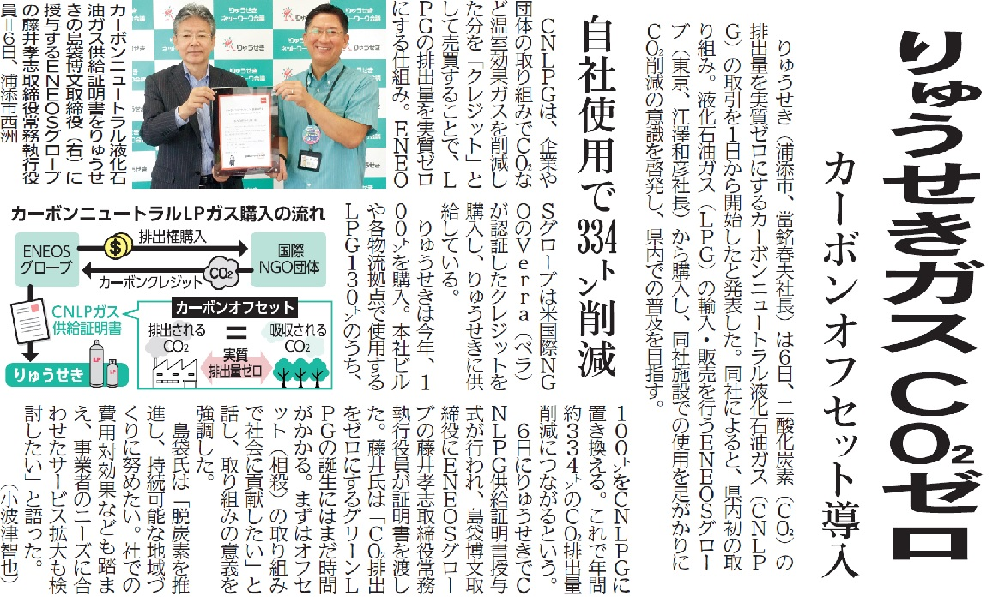 りゅうせきガス CO₂ゼロ
カーボンオフセット導入
りゅうせき（浦添市、當銘春夫社長）は6日、二酸化炭素（CO₂）の
排出量を実質ゼロにするカーボンニュートラル液化石油ガス（CNLP
G）の取引を1日から開始したと発表した。同社によると、県内初の取
り組み。液化石油ガス（LPG）の輸入・販売を行うENEOSグロー
ブ（東京、江澤和彦社長）から購入し、同社施設での使用を足がかりに
CO₂削減の意識を啓発し、県内での普及を目指す。
自社使用で334㌧削減
CNLPGは、企業や
団体の取り組みでCO₂な
ど温室効果ガスを削減し
た分を「クレジット」と
して売買することで、L
PGの排出量を実質ゼロ
にする仕組み。ENEO
Sグローブは米国際NG
OのVerra（ベラ）
が認証したクレジットを
購入し、りゅうせきに供
給している。
りゅうせきは今年、1
00㌧を購入。本社ビル
や各物流拠点で使用する
LPG130㌧のうち、
100㌧をCNLPGに
置き換える。これで年間
約334㌧のCO₂排出量
削減につながるという。
6日にりゅうせきでC
NLPG供給証明書授与
式が行われ、島袋博文取
締役にENEOSグロー
ブの藤井孝志取締役常務
執行役員が証明書を渡し
た。藤井氏は「CO₂排出
をゼロにするグリーンL
PGの誕生にはまだ時間
がかかる。まずはオフセ
ット（相殺）の取り組み
で社会に貢献したい」と
話し、取り組みの意義を
強調した。
島袋氏は「脱炭素を推
進し、持続可能な地域づ
くりに努めたい。社での
費用対効果なども踏ま
え、事業者のニーズに合
わせたサービス拡大も検
討したい」と語った。
（小波津智也）
カーボンニュートラル液化石
油ガス供給証明書をりゅうせ
きの島袋博文取締役（右）に
授与するENEOSグローブ
の藤井孝志取締役常務執行役
員＝6日、浦添市西洲
りゅうせき
ネットワーク会議
カーボンニュートラルLPガス購入の流れ
ENEOS
グローブ
$
排出権購入
カーボンクレジット
CO₂
国際
NGO団体
CNLPガス
供給証明書
LP
りゅうせき
カーボンオフセット
排出される
CO₂
=
吸収される
CO₂
実質
排出量ゼロ